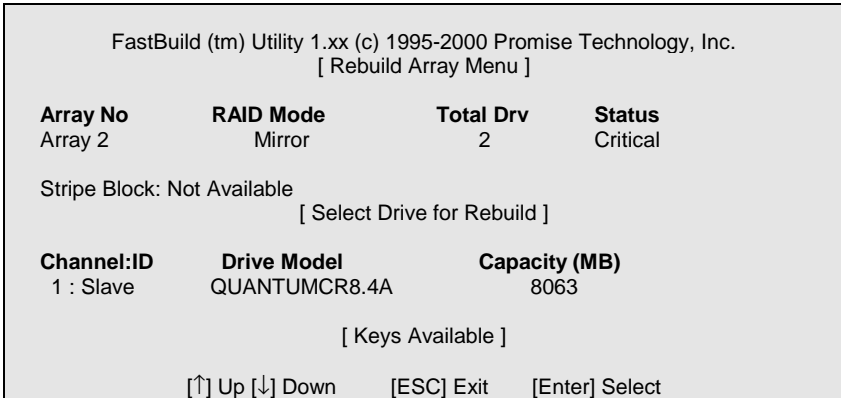 FastBuild (tm) Utility 1.xx (c) 1995-2000 Promise Technology, Inc.
[ Rebuild Array Menu ]
Array No RAID Mode Total Drv Status
Array 2 Mirror 2 Critical
Stripe Block: Not Available
[ Select Drive for Rebuild ]
Channel:ID Drive Model Capacity (MB)
1 : Slave QUANTUMCR8.4A 8063
[ Keys Available ]
[↑] Up [↓] Down [ESC] Exit [Enter] Select